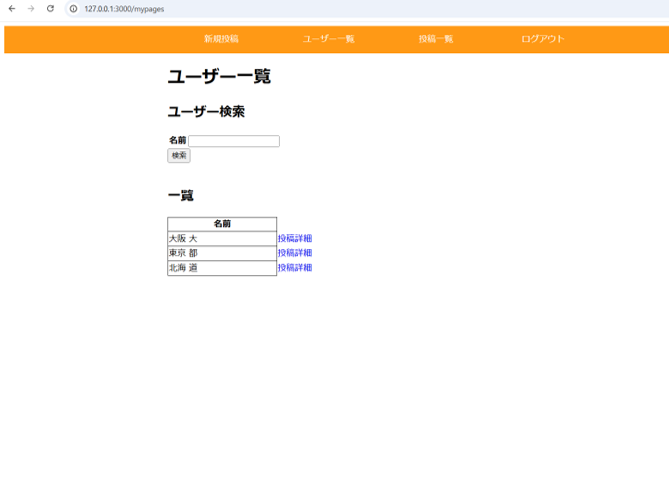 127.0.0.1:3000/mypages
新規投稿 ユーザー一覧 投稿一覧 ログアウト
ユーザー一覧
ユーザー検索
名前
検索
一覧
名前
大阪 大 投稿詳細
東京 都 投稿詳細
北海 道 投稿詳細